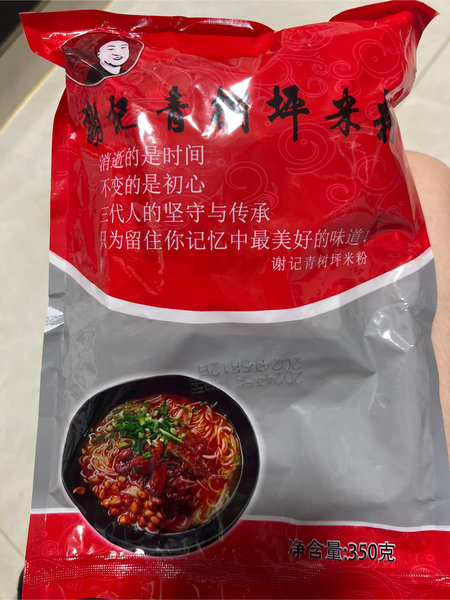 谢记青树坪米粉
消逝的是时间
不变的是初心
三代人的坚守与传承
只为留住你记忆中最美好的味道!
谢记青树坪米粉
净含量:350克